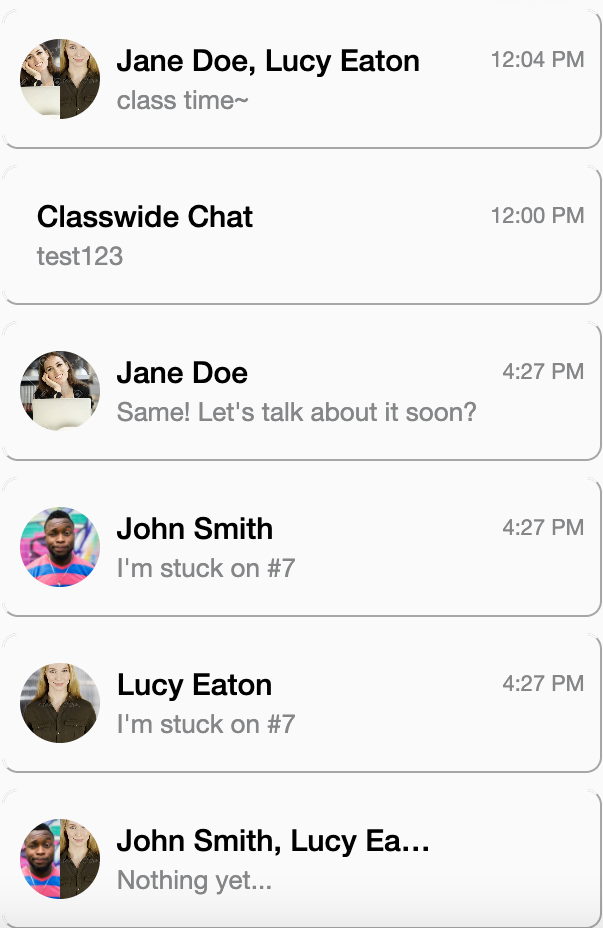 Jane Doe, Lucy Eaton 12:04 PM
class time~
Classwide Chat 12:00 PM
test123
Jane Doe 4:27 PM
Same! Let's talk about it soon?
John Smith 4:27 PM
I'm stuck on #7
Lucy Eaton 4:27 PM
I'm stuck on #7
John Smith, Lucy Ea...
Nothing yet...